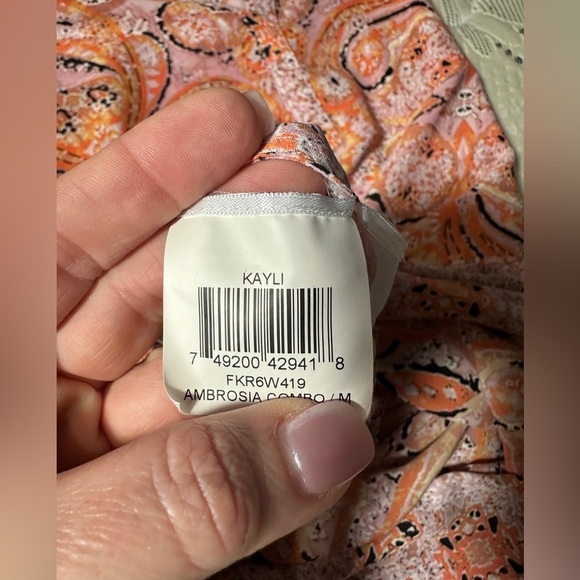 KAYLI
7 49200 42941 8
FKR6W419
AMBROSIA COMBO / M